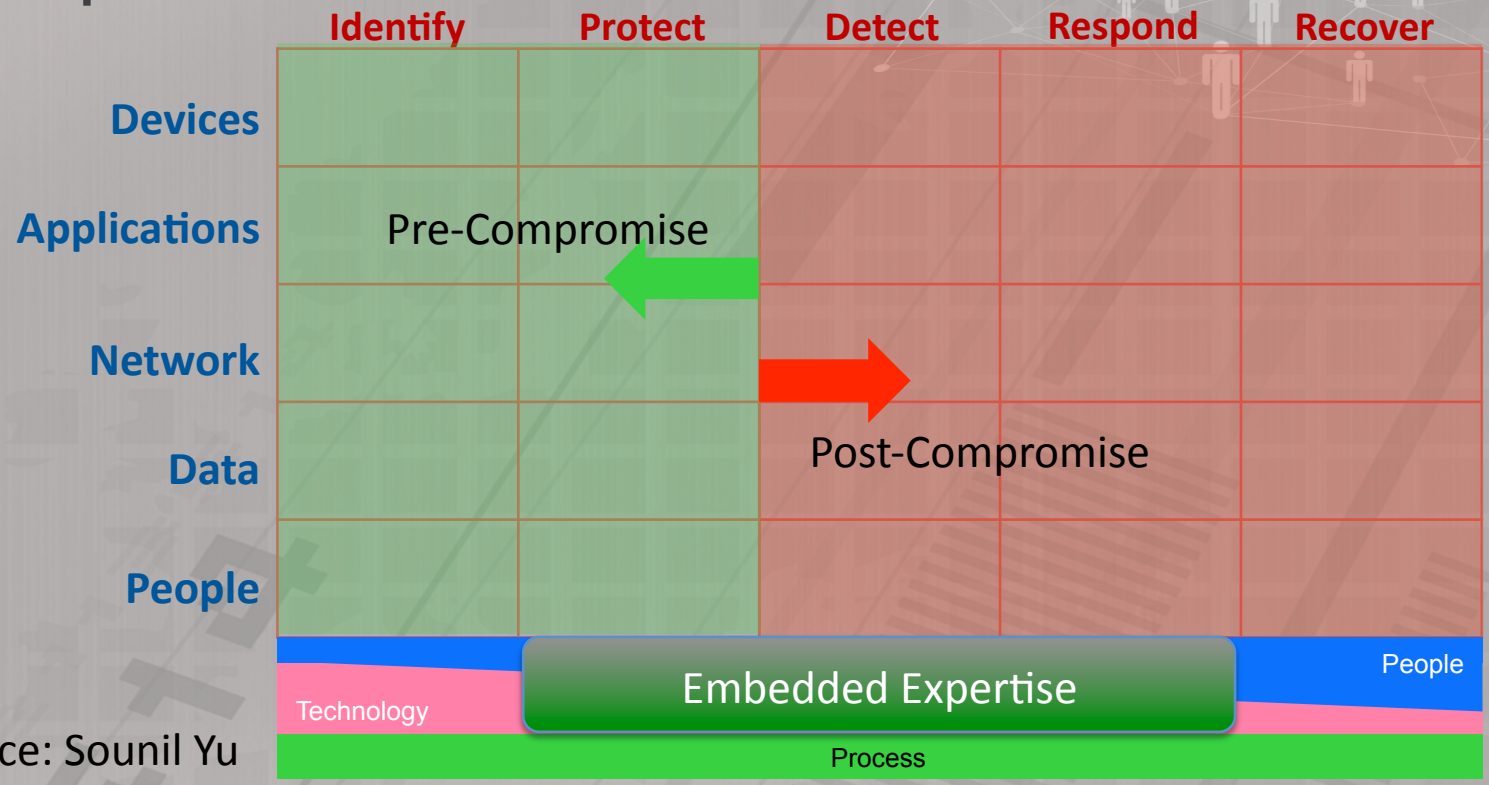 Identify Protect Detect Respond Recover
Devices
Applications
Pre-Compromise
Network
Post-Compromise
Data
People
People
Embedded Expertise
Technology
ce: Sounil Yu
Process